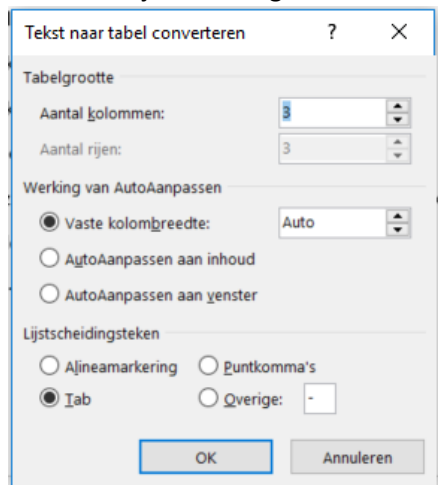 Tekst naar tabel converteren ? ×
Tabelgrootte
Aantal kolommen: 3
Aantal rijen: 3
Werking van AutoAanpassen
Vaste kolombreedte: Auto
AutoAanpassen aan inhoud
AutoAanpassen aan venster
Lijstscheidingsteken
Alineamarkering Puntkomma's
Tab Overige: -
OK Annuleren